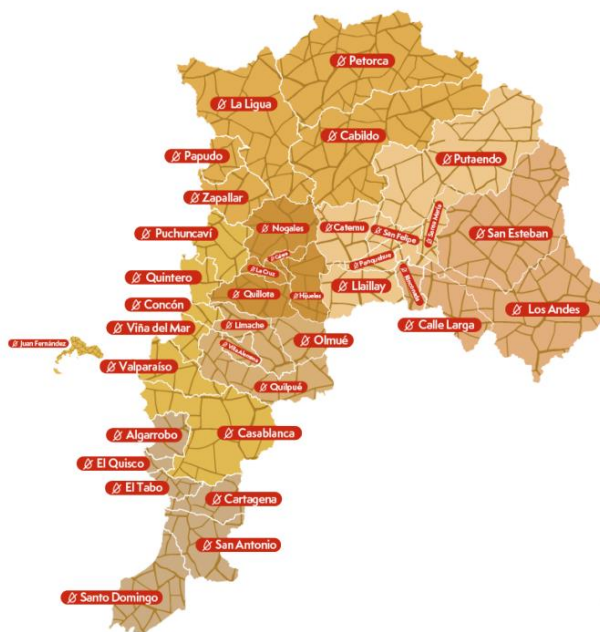 Petorca
La Ligua
Cabildo
Papudo
Putaendo
Zapallar
Nogales
Catemu
San Felipe
Santa María
Puchuncaví
San Esteban
Calera
La Cruz
Panquehue
Quintero
Rinconada
Quillota
Hijuelas
Llaillay
Concón
Los Andes
Viña del Mar
Limache
Calle Larga
Olmué
Juan Fernández
Villa Alemana
Valparaíso
Quilpué
Algarrobo
Casablanca
El Quisco
El Tabo
Cartagena
San Antonio
Santo Domingo